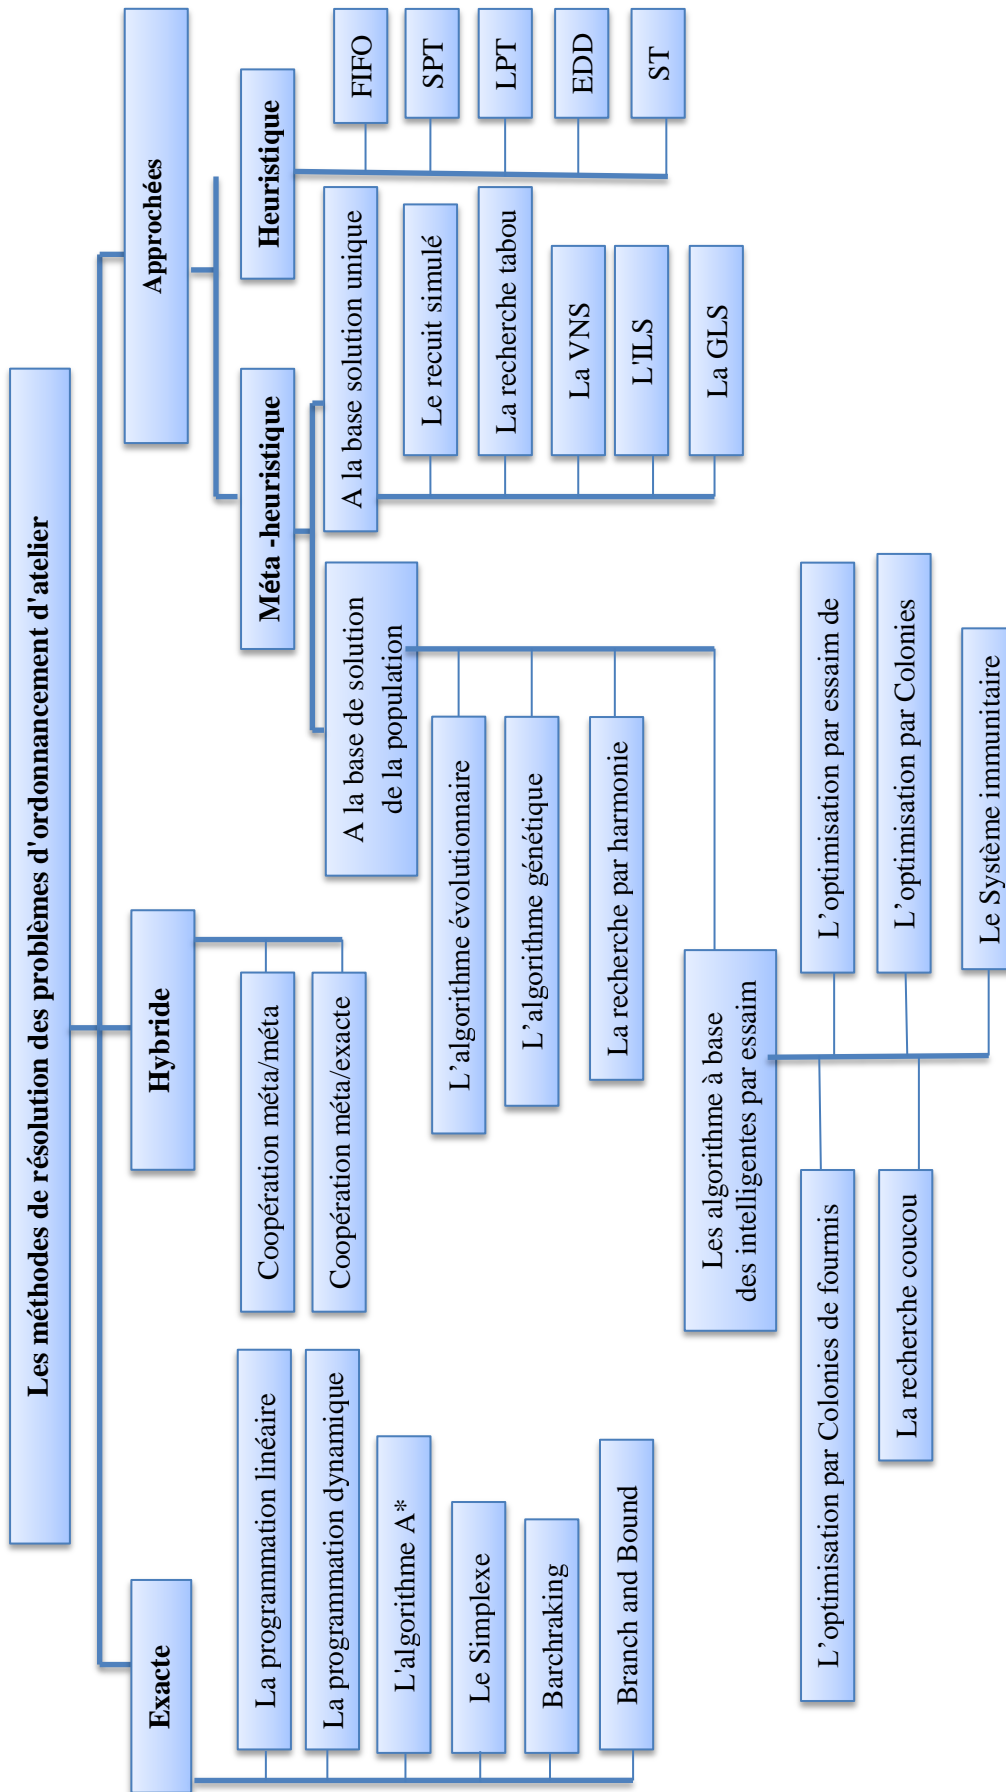 Les méthodes de résolution des problèmes d'ordonnancement d'atelier
Exacte
La programmation linéaire
La programmation dynamique
L'algorithme A*
Le Simplexe
Barchraking
Branch and Bound
Hybride
Coopération méta/méta
Coopération méta/exacte
Approchées
Méta -heuristique
A la base de solution
de la population
L'algorithme évolutionnaire
L'algorithme génétique
La recherche par harmonie
Les algorithme à base
des intelligentes par essaim
L'optimisation par Colonies de fourmis
La recherche coucou
L'optimisation par essaim de
L'optimisation par Colonies
Le Système immunitaire
A la base solution unique
Le recuit simulé
La recherche tabou
La VNS
L'ILS
La GLS
Heuristique
FIFO
SPT
LPT
EDD
ST